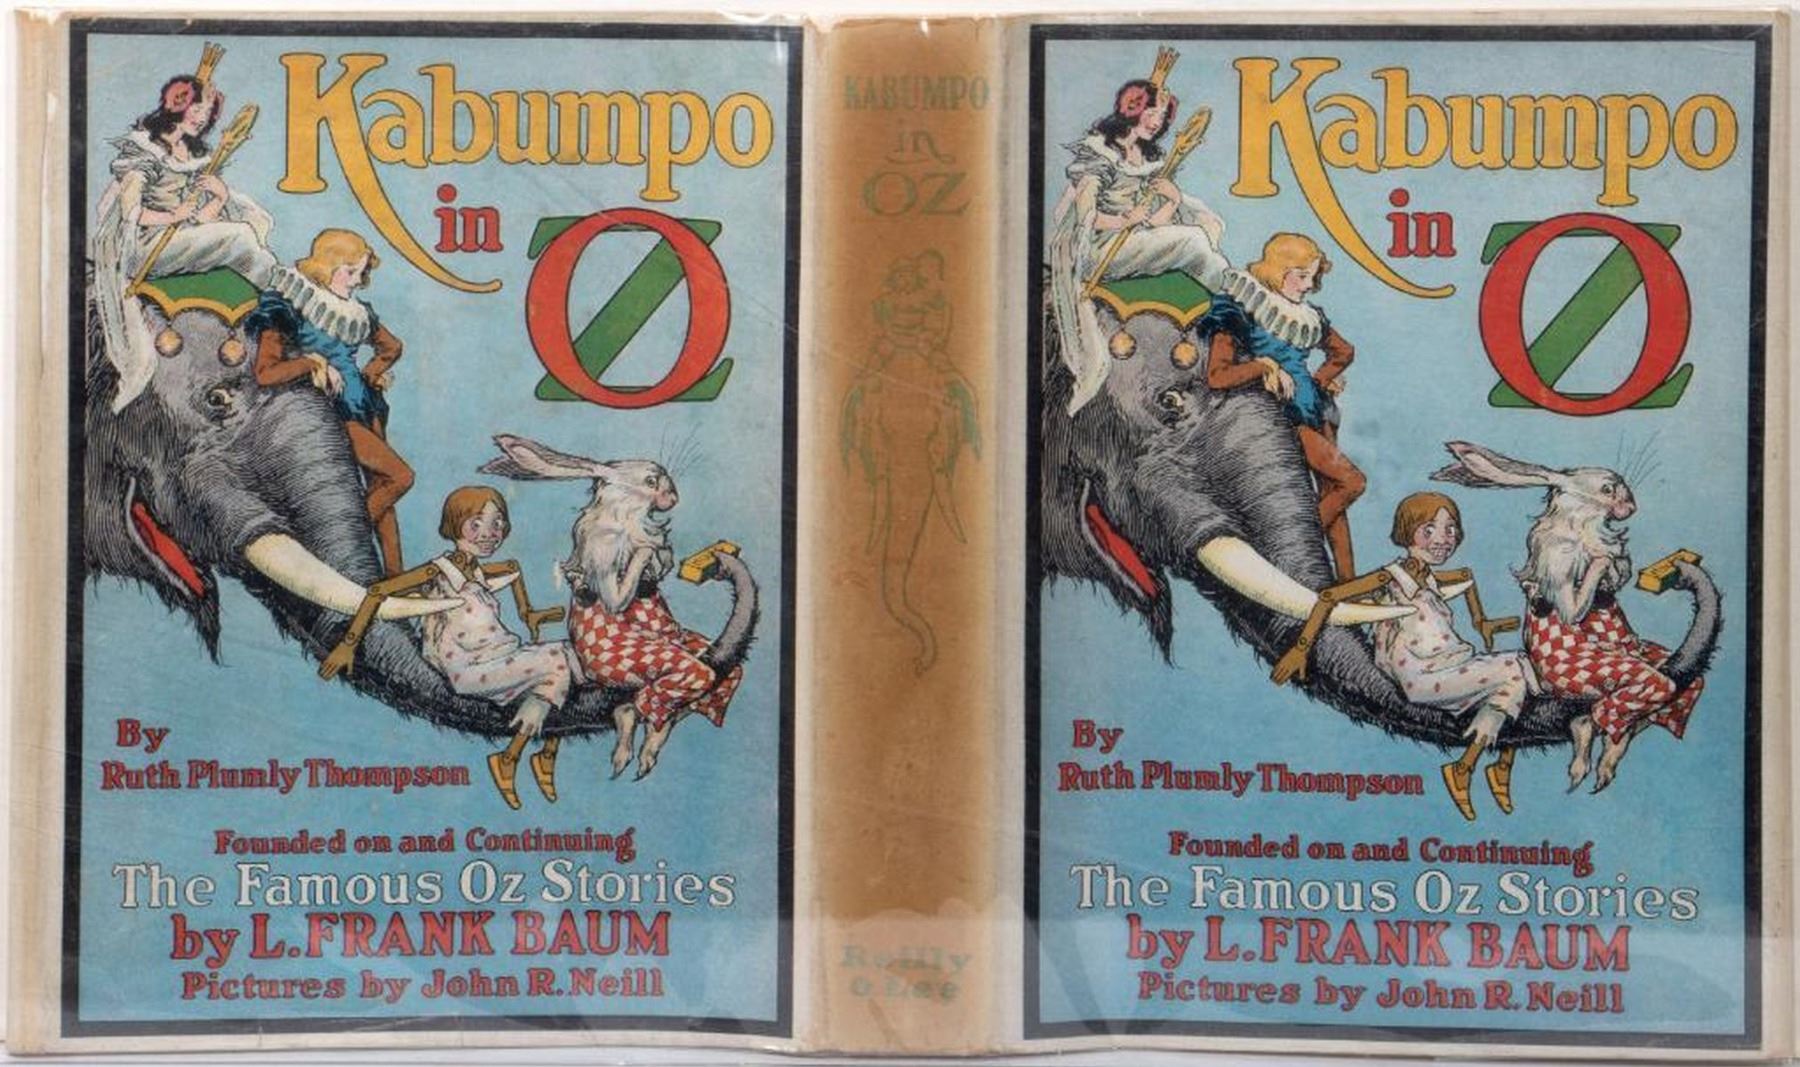 Kabumpo
in
OZ
By
Ruth Plumly Thompson
Founded on and Continuing
The Famous Oz Stories
by L. FRANK BAUM
Pictures by John R. Neill
KABUMPO
in
OZ
Reilly
& Lee
Kabumpo
in
OZ
By
Ruth Plumly Thompson
Founded on and Continuing
The Famous Oz Stories
by L. FRANK BAUM
Pictures by John R. Neill